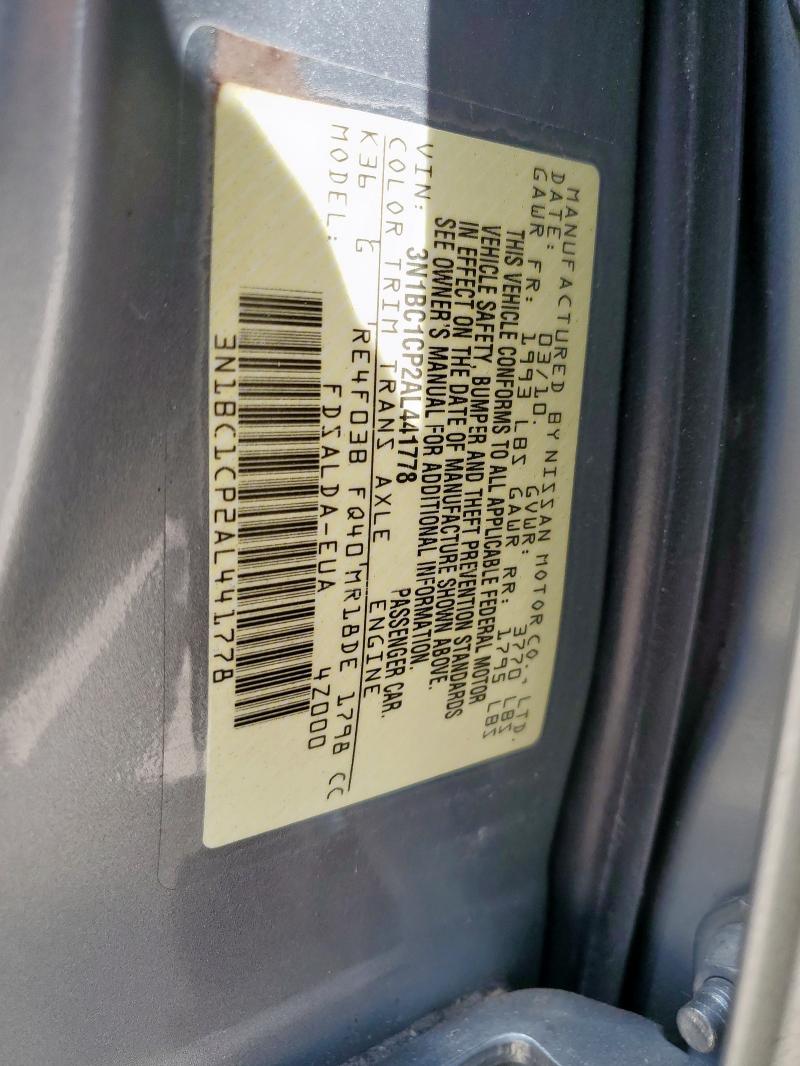 MANUFACTURED BY NISSAN MOTOR CO., LTD.
DATE: 03/10. GVWR: 3770 LBS
GAWR FR: 1993 LBS GAWR RR: 1795 LBS
THIS VEHICLE CONFORMS TO ALL APPLICABLE FEDERAL MOTOR
VEHICLE SAFETY, BUMPER AND THEFT PREVENTION STANDARDS
IN EFFECT ON THE DATE OF MANUFACTURE SHOWN ABOVE.
SEE OWNER'S MANUAL FOR ADDITIONAL INFORMATION.
VIN: 3N1BC1CP2AL441778 PASSENGER CAR.
COLOR TRIM TRANS AXLE ENGINE
K36 G RE4F03B FQ40 MR18DE 1798 CC
MODEL: FDSALDA-EUA 4Z000
3N1BC1CP2AL441778